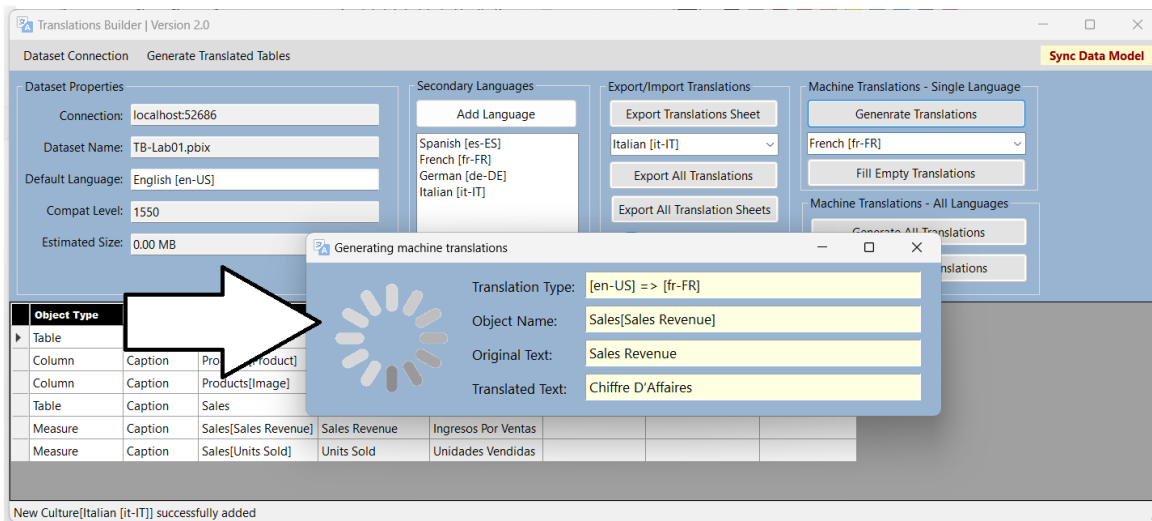 Translations Builder | Version 2.0
Dataset Connection Generate Translated Tables Sync Data Model
Dataset Properties
Connection: localhost:52686
Dataset Name: TB-Lab01.pbix
Default Language: English [en-US]
Compat Level: 1550
Estimated Size: 0.00 MB
Secondary Languages
Add Language
Spanish [es-ES]
French [fr-FR]
German [de-DE]
Italian [it-IT]
Export/Import Translations
Export Translations Sheet
Italian [it-IT]
Export All Translations
Export All Translation Sheets
Machine Translations - Single Language
Genenrate Translations
French [fr-FR]
Fill Empty Translations
Machine Translations - All Languages
Generate All Translations
nslations
Generating machine translations
Translation Type: [en-US] => [fr-FR]
Object Name: Sales[Sales Revenue]
Original Text: Sales Revenue
Translated Text: Chiffre D'Affaires
Object Type
Table
Column Caption Pro Product]
Column Caption Products[Image]
Table Caption Sales
Measure Caption Sales[Sales Revenue] Sales Revenue Ingresos Por Ventas
Measure Caption Sales[Units Sold] Units Sold Unidades Vendidas
New Culture[Italian [it-IT]] successfully added